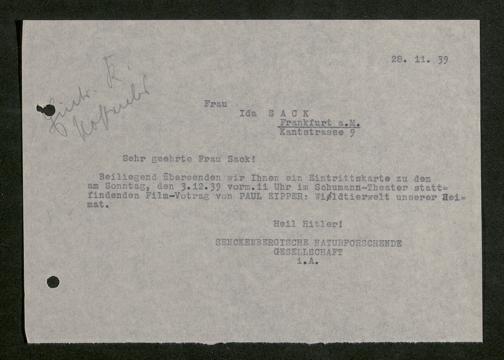 28. 11. 39
Eintr. K.
Frau
Ida S A C K
Frankfurt a.M.
Kantstrasse 9
Sehr geehrte Frau Sack!
Beiliegend übersenden wir Ihnen ein Eintrittskarte zu den
am Sonntag, den 3.12.39 vorm.11 Uhr im Schumann-Theater statt=
findenden Film-Votrag von PAUL EIPPER: Wildtierwelt unserer Hei=
mat.
Heil Hitler!
SENCKENBERGISCHE NATURFORSCHENDE
GESELLSCHAFT
i.A.